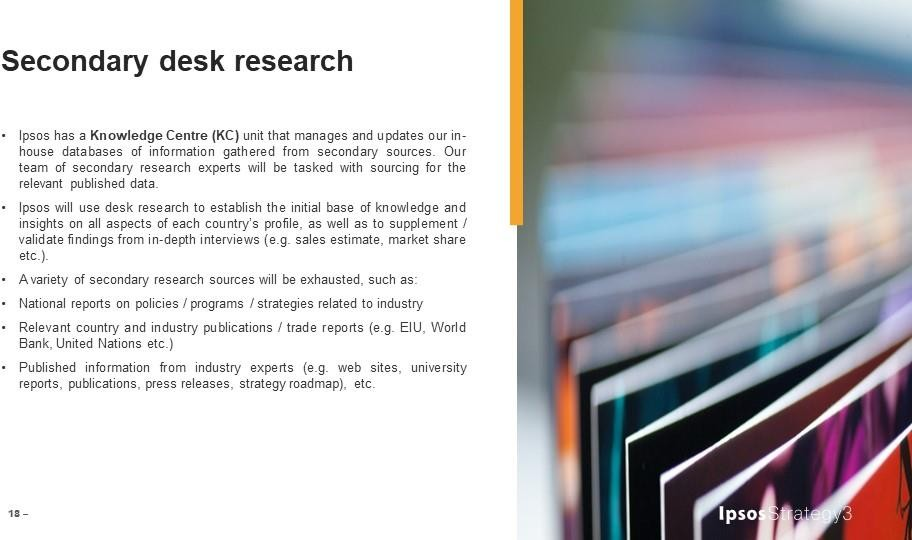 Secondary desk research
• Ipsos has a Knowledge Centre (KC) unit that manages and updates our in-
house databases of information gathered from secondary sources. Our
team of secondary research experts will be tasked with sourcing for the
relevant published data.
• Ipsos will use desk research to establish the initial base of knowledge and
insights on all aspects of each country’s profile, as well as to supplement /
validate findings from in-depth interviews (e.g. sales estimate, market share
etc.).
• A variety of secondary research sources will be exhausted, such as:
• National reports on policies / programs / strategies related to industry
• Relevant country and industry publications / trade reports (e.g. EIU, World
Bank, United Nations etc.)
• Published information from industry experts (e.g. web sites, university
reports, publications, press releases, strategy roadmap), etc.
18 –
IpsosStrategy3